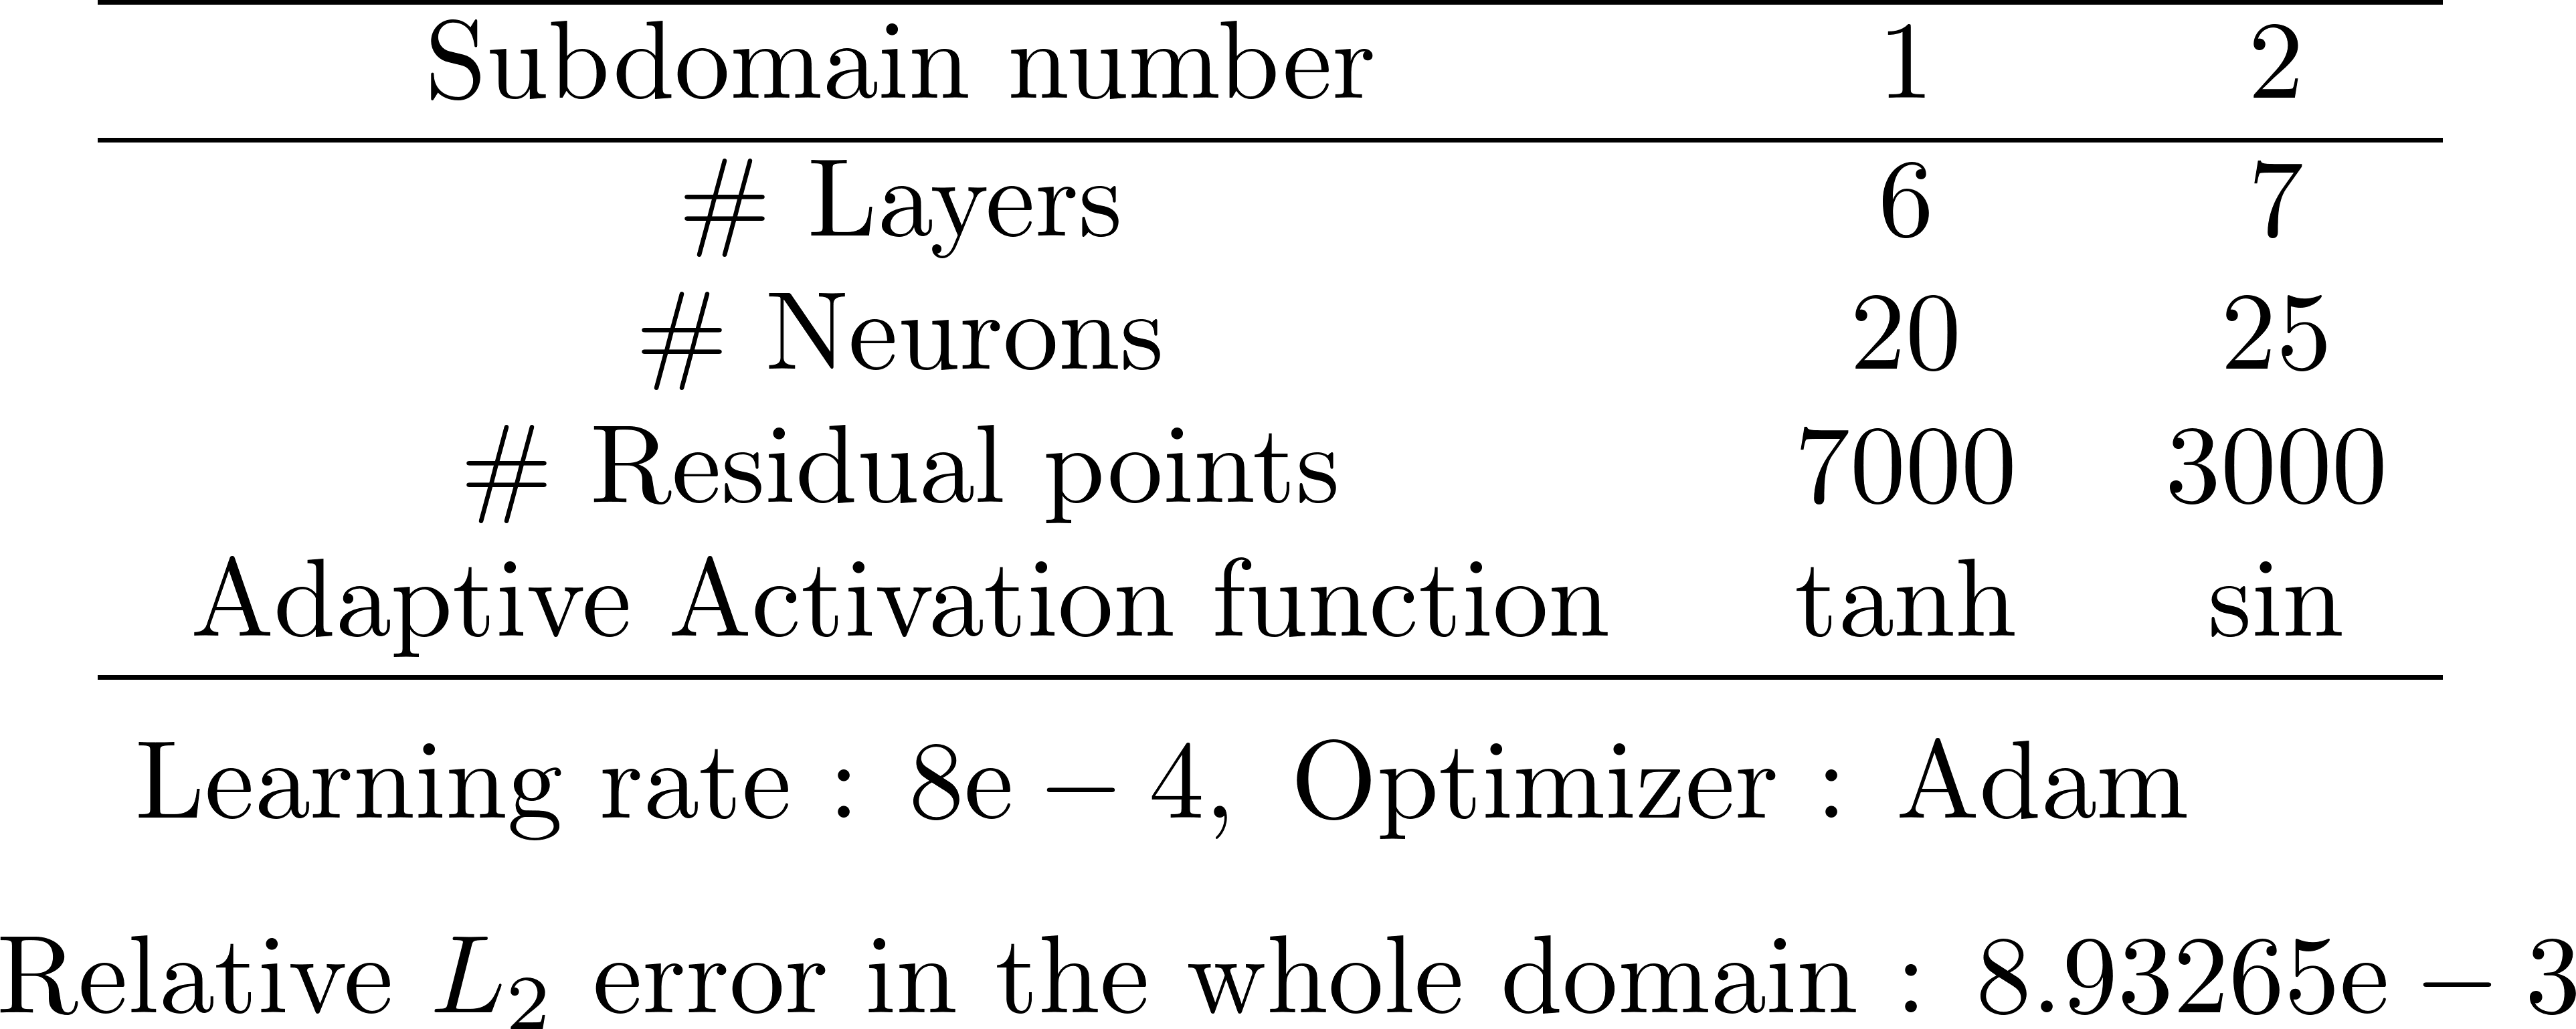 Subdomain number 1 2
# Layers 6 7
# Neurons 20 25
# Residual points 7000 3000
Adaptive Activation function tanh sin
Learning rate : 8e − 4, Optimizer : Adam
Relative L₂ error in the whole domain : 8.93265e − 3